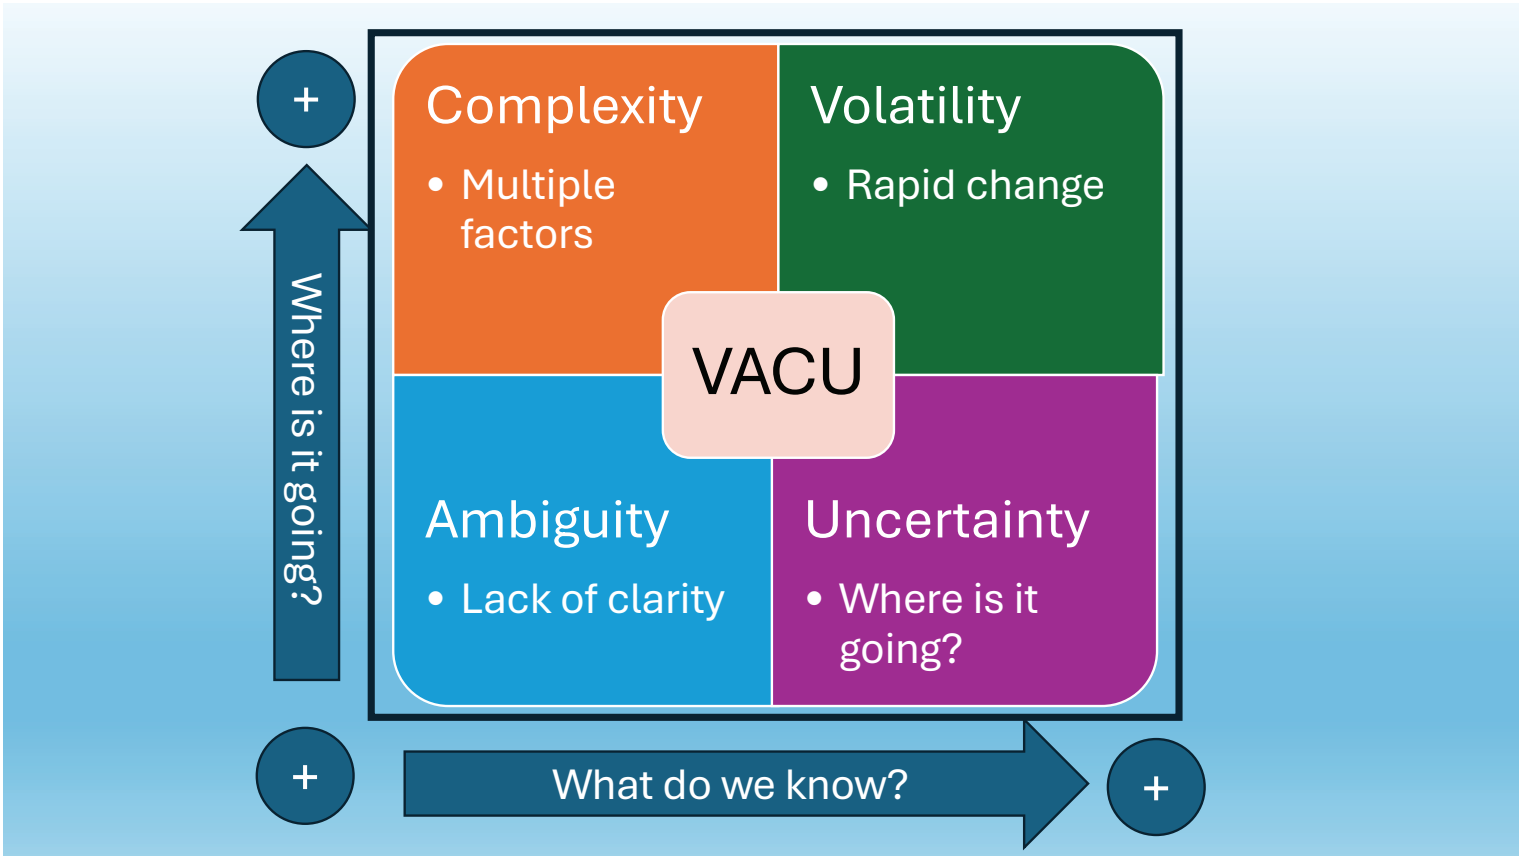 +
Complexity
• Multiple
factors
Volatility
• Rapid change
VACU
Ambiguity
• Lack of clarity
Uncertainty
• Where is it
going?
Where is it going?
+
What do we know?
+